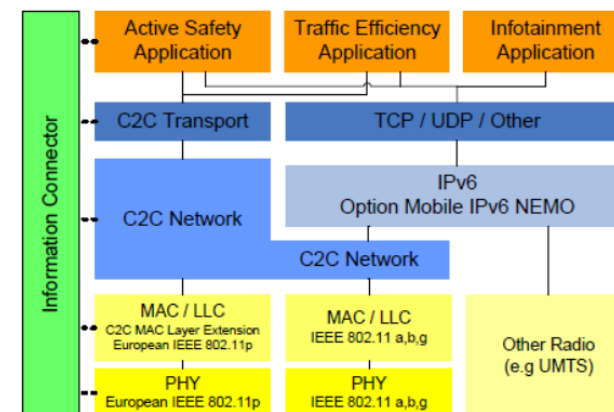 Information Connector
Active Safety
Application
Traffic Efficiency
Application
Infotainment
Application
C2C Transport
TCP / UDP / Other
C2C Network
IPv6
Option Mobile IPv6 NEMO
C2C Network
MAC / LLC
C2C MAC Layer Extension
European IEEE 802.11p
MAC / LLC
IEEE 802.11 a,b,g
Other Radio
(e.g UMTS)
PHY
European IEEE 802.11p
PHY
IEEE 802.11 a,b,g